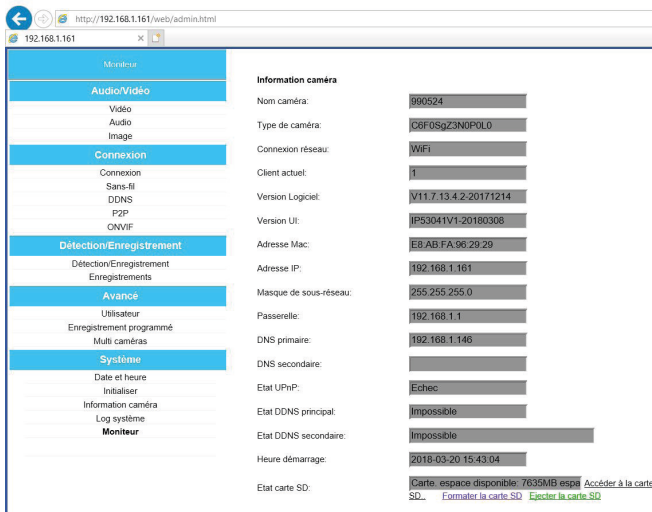 http://192.168.1.161/web/admin.html
192.168.1.161
Moniteur
Audio/Vidéo
Vidéo
Audio
Image
Connexion
Connexion
Sans-fil
DDNS
P2P
ONVIF
Détection/Enregistrement
Détection/Enregistrement
Enregistrements
Avancé
Utilisateur
Enregistrement programmé
Multi caméras
Système
Date et heure
Initialiser
Information caméra
Log système
Moniteur
Information caméra
Nom caméra: 990524
Type de caméra: C6F0SgZ3N0P0L0
Connexion réseau: WiFi
Client actuel: 1
Version Logiciel: V11.7.13.4.2-20171214
Version UI: IP53041V1-20180308
Adresse Mac: E8:AB:FA:96:29:29
Adresse IP: 192.168.1.161
Masque de sous-réseau: 255.255.255.0
Passerelle: 192.168.1.1
DNS primaire: 192.168.1.146
DNS secondaire:
Etat UPnP: Echec
Etat DDNS principal: Impossible
Etat DDNS secondaire: Impossible
Heure démarrage: 2018-03-20 15:43:04
Etat carte SD: Carte. espace disponible: 7635MB espa Accéder à la carte
SD.. Formater la carte SD Ejecter la carte SD